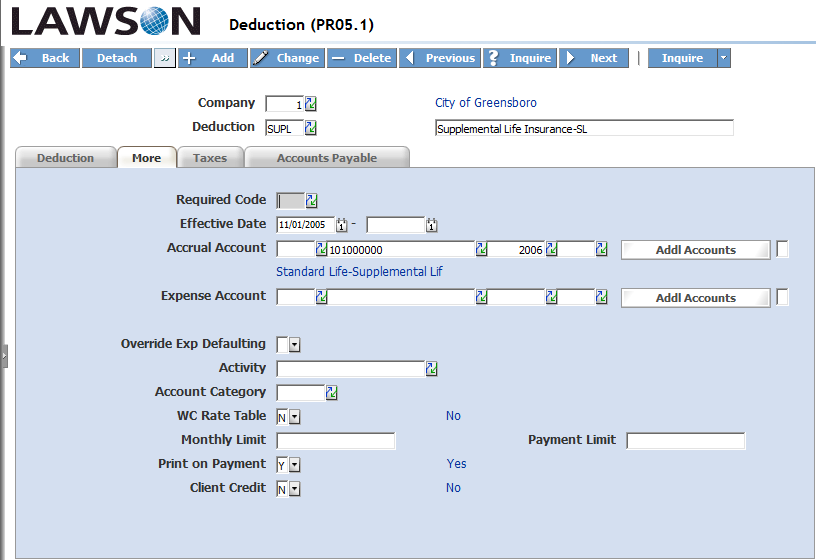 LAWSON Deduction (PR05.1)
Back Detach » Add Change Delete Previous ? Inquire Next Inquire
Company 1 City of Greensboro
Deduction SUPL Supplemental Life Insurance-SL
Deduction More Taxes Accounts Payable
Required Code
Effective Date 11/01/2005 1 - 1
Accrual Account 101000000 2006 Addl Accounts
Standard Life-Supplemental Lif
Expense Account Addl Accounts
Override Exp Defaulting
Activity
Account Category
WC Rate Table N No
Monthly Limit Payment Limit
Print on Payment Y Yes
Client Credit N No